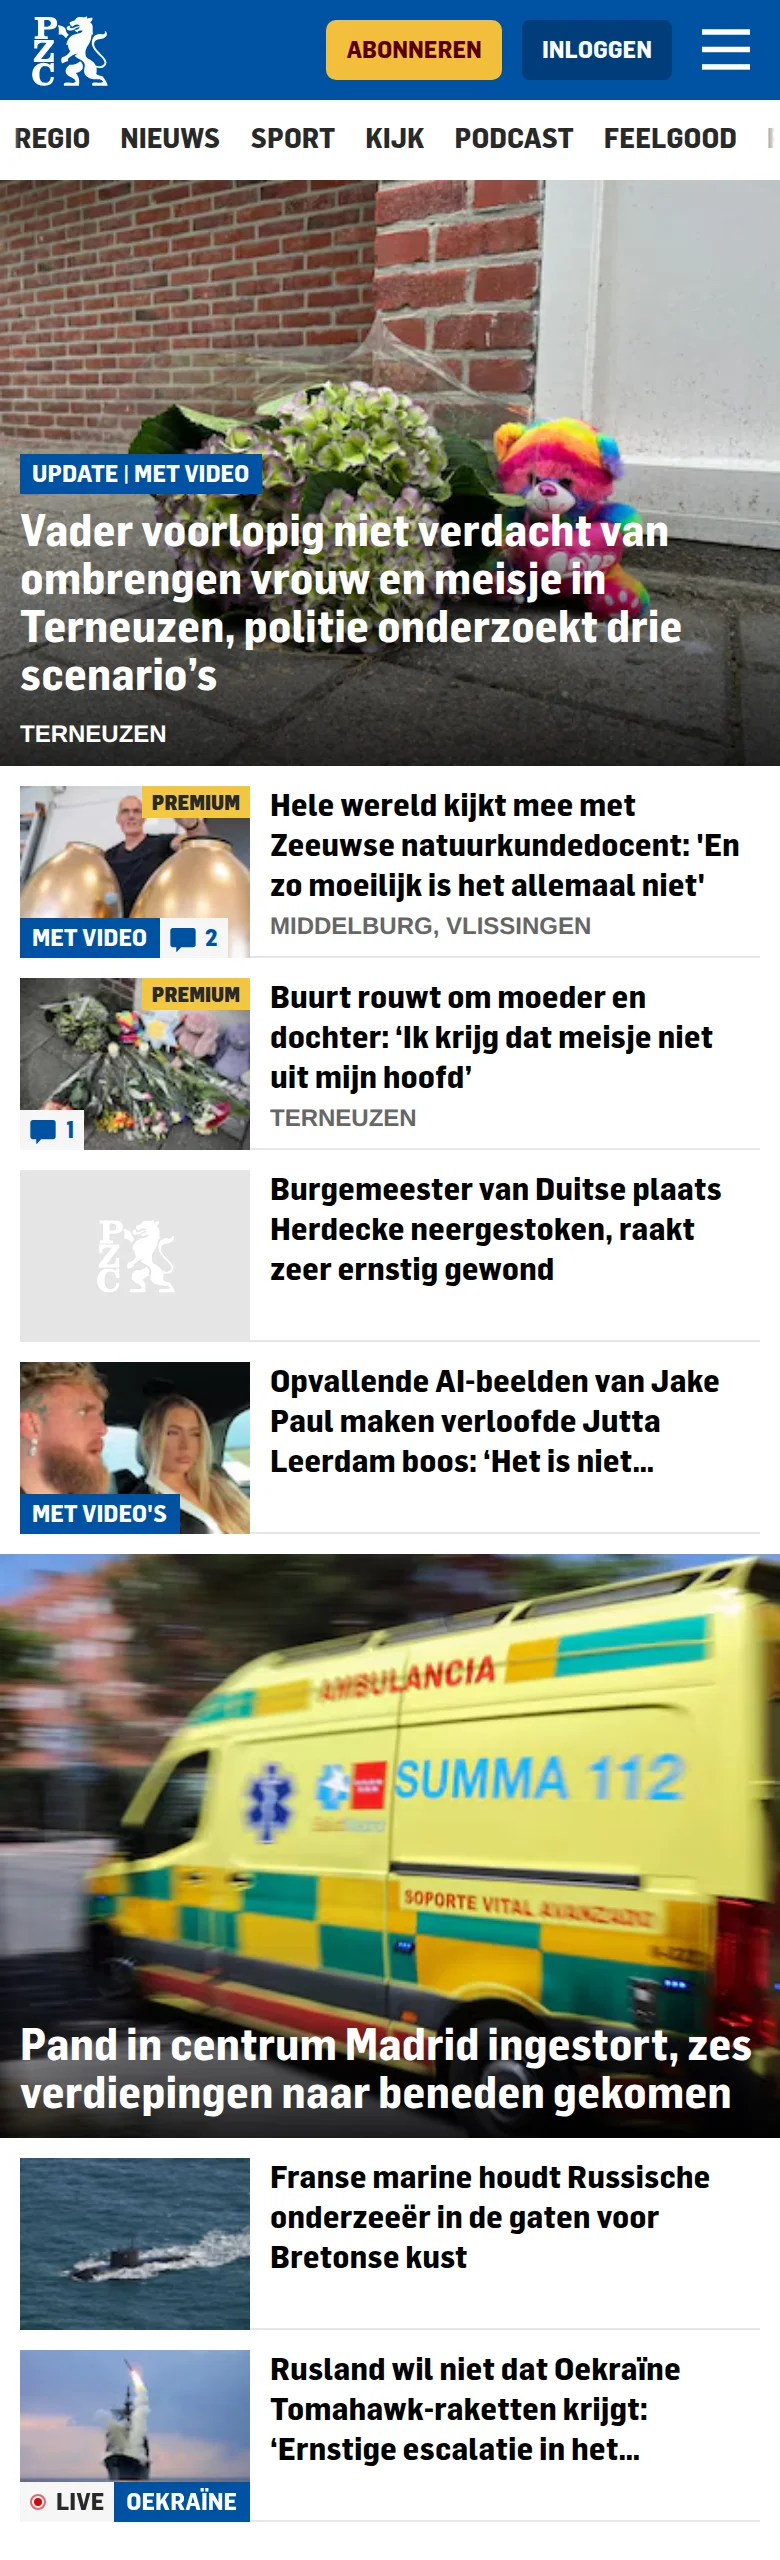 PZC
ABONNEREN
INLOGGEN
REGIO NIEUWS SPORT KIJK PODCAST FEELGOOD
UPDATE | MET VIDEO
Vader voorlopig niet verdacht van
ombrengen vrouw en meisje in
Terneuzen, politie onderzoekt drie
scenario’s
TERNEUZEN
PREMIUM
MET VIDEO
2
Hele wereld kijkt mee met
Zeeuwse natuurkundedocent: 'En
zo moeilijk is het allemaal niet'
MIDDELBURG, VLISSINGEN
PREMIUM
1
Buurt rouwt om moeder en
dochter: ‘Ik krijg dat meisje niet
uit mijn hoofd’
TERNEUZEN
PZC
Burgemeester van Duitse plaats
Herdecke neergestoken, raakt
zeer ernstig gewond
MET VIDEO'S
Opvallende AI-beelden van Jake
Paul maken verloofde Jutta
Leerdam boos: ‘Het is niet...
AMBULANCIA
SUMMA 112
SOPORTE VITAL AVANZADO
Pand in centrum Madrid ingestort, zes
verdiepingen naar beneden gekomen
Franse marine houdt Russische
onderzeeër in de gaten voor
Bretonse kust
LIVE
OEKRAÏNE
Rusland wil niet dat Oekraïne
Tomahawk-raketten krijgt:
‘Ernstige escalatie in het...